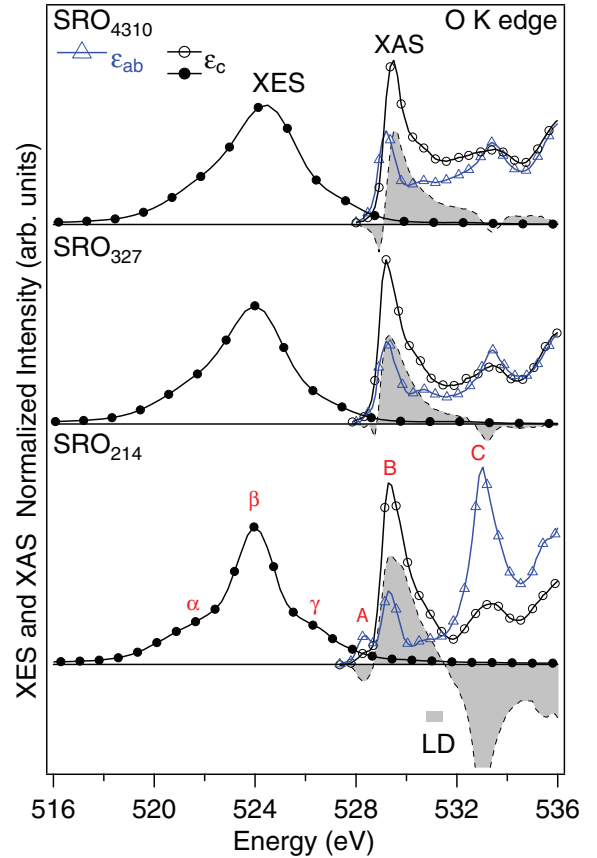 SRO4310
O K edge
εab
εc
XES
XAS
SRO327
SRO214
α
β
γ
A
B
C
LD
XES and XAS Normalized Intensity (arb. units)
516 520 524 528 532 536
Energy (eV)